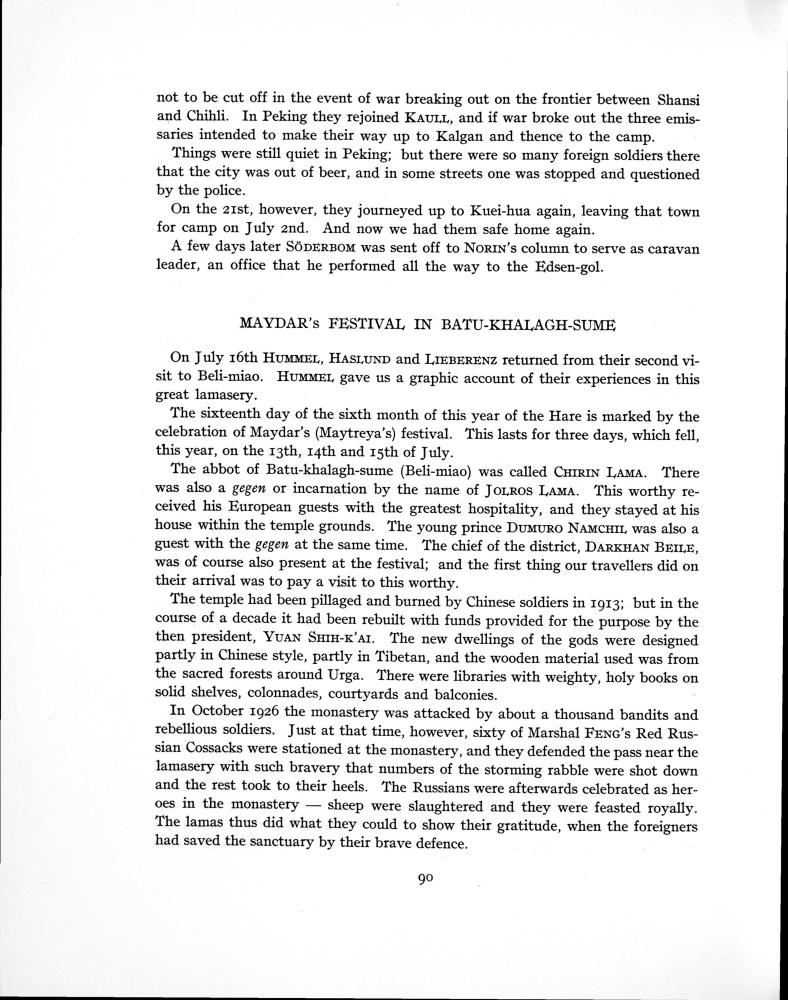 not to be cut off in the event of war breaking out on the frontier between Shansi
and Chihli. In Peking they rejoined KAULL, and if war broke out the three emis-
saries intended to make their way up to Kalgan and thence to the camp.
Things were still quiet in Peking; but there were so many foreign soldiers there
that the city was out of beer, and in some streets one was stopped and questioned
by the police.
On the 21st, however, they journeyed up to Kuei-hua again, leaving that town
for camp on July 2nd. And now we had them safe home again.
A few days later SÖDERBOM was sent off to NORIN's column to serve as caravan
leader, an office that he performed all the way to the Edsen-gol.
MAYDAR's FESTIVAL IN BATU-KHALAGH-SUME
On July 16th HUMMEL, HASLUND and LIEBERENZ returned from their second vi-
sit to Beli-miao. HUMMEL gave us a graphic account of their experiences in this
great lamasery.
The sixteenth day of the sixth month of this year of the Hare is marked by the
celebration of Maydar's (Maytreya's) festival. This lasts for three days, which fell,
this year, on the 13th, 14th and 15th of July.
The abbot of Batu-khalagh-sume (Beli-miao) was called CHIRIN LAMA. There
was also a gegen or incarnation by the name of JOLROS LAMA. This worthy re-
ceived his European guests with the greatest hospitality, and they stayed at his
house within the temple grounds. The young prince DUMURO NAMCHIL was also a
guest with the gegen at the same time. The chief of the district, DARKHAN BEILE,
was of course also present at the festival; and the first thing our travellers did on
their arrival was to pay a visit to this worthy.
The temple had been pillaged and burned by Chinese soldiers in 1913; but in the
course of a decade it had been rebuilt with funds provided for the purpose by the
then president, YUAN SHIH-K'AI. The new dwellings of the gods were designed
partly in Chinese style, partly in Tibetan, and the wooden material used was from
the sacred forests around Urga. There were libraries with weighty, holy books on
solid shelves, colonnades, courtyards and balconies.
In October 1926 the monastery was attacked by about a thousand bandits and
rebellious soldiers. Just at that time, however, sixty of Marshal FENG's Red Rus-
sian Cossacks were stationed at the monastery, and they defended the pass near the
lamasery with such bravery that numbers of the storming rabble were shot down
and the rest took to their heels. The Russians were afterwards celebrated as her-
oes in the monastery — sheep were slaughtered and they were feasted royally.
The lamas thus did what they could to show their gratitude, when the foreigners
had saved the sanctuary by their brave defence.
90